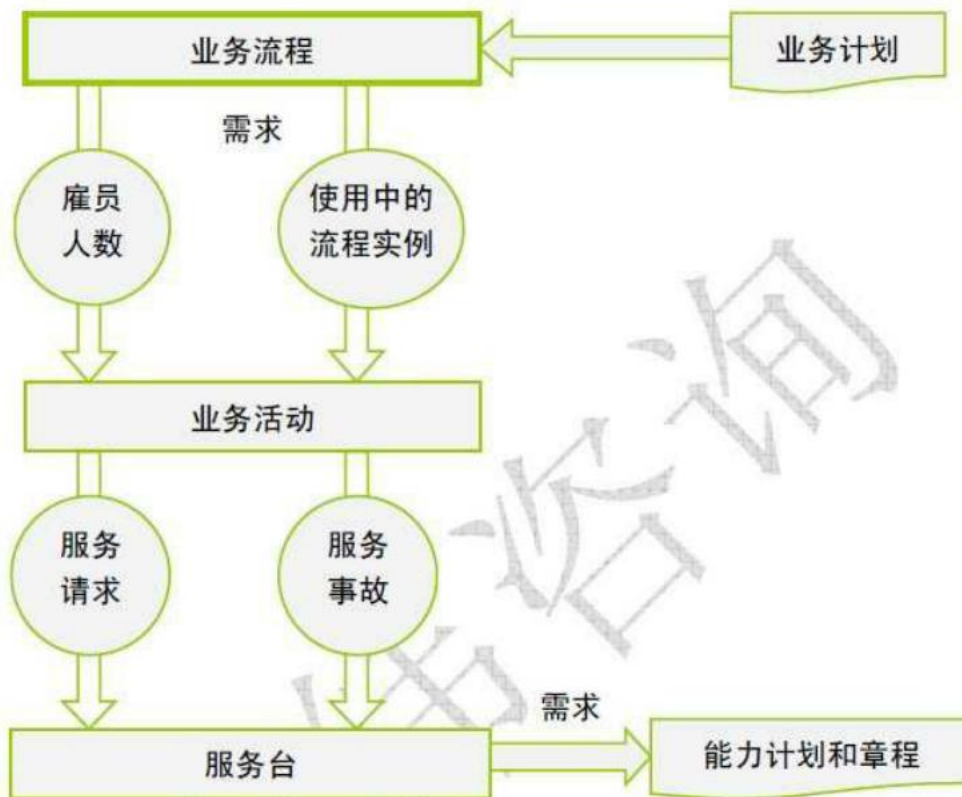 业务流程
业务计划
需求
雇员
人数
使用中的
流程实例
业务活动
服务
请求
服务
事故
需求
服务台
能力计划和章程
咨询